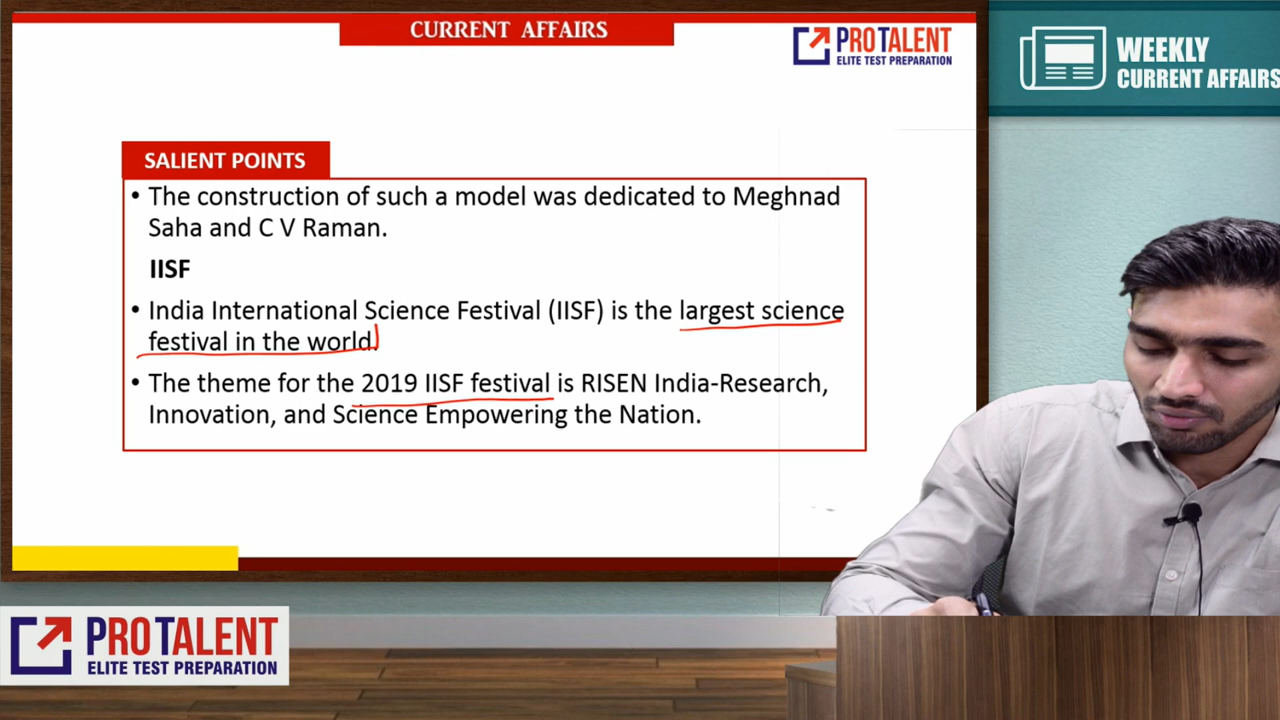 CURRENT AFFAIRS
PROTALENT
ELITE TEST PREPARATION
WEEKLY
CURRENT AFFAIRS
SALIENT POINTS
• The construction of such a model was dedicated to Meghnad
Saha and C V Raman.
IISF
• India International Science Festival (IISF) is the largest science
festival in the world.
• The theme for the 2019 IISF festival is RISEN India-Research,
Innovation, and Science Empowering the Nation.
PROTALENT
ELITE TEST PREPARATION